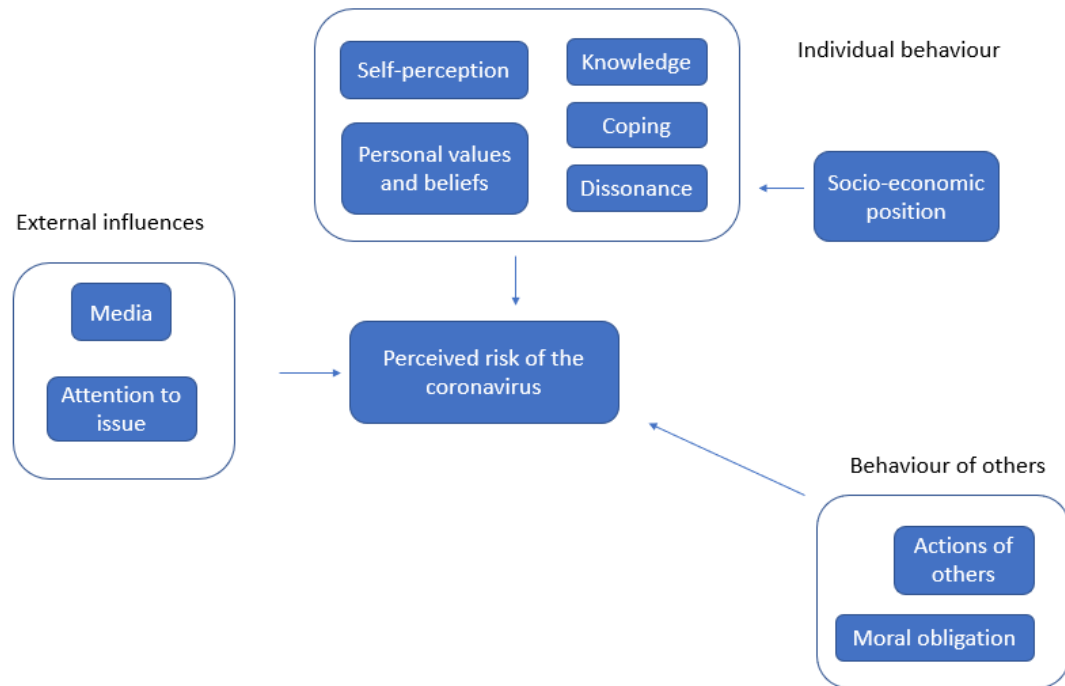 Individual behaviour
Self-perception
Knowledge
Coping
Personal values
and beliefs
Dissonance
Socio-economic
position
External influences
Media
Attention to
issue
Perceived risk of the
coronavirus
Behaviour of others
Actions of
others
Moral obligation